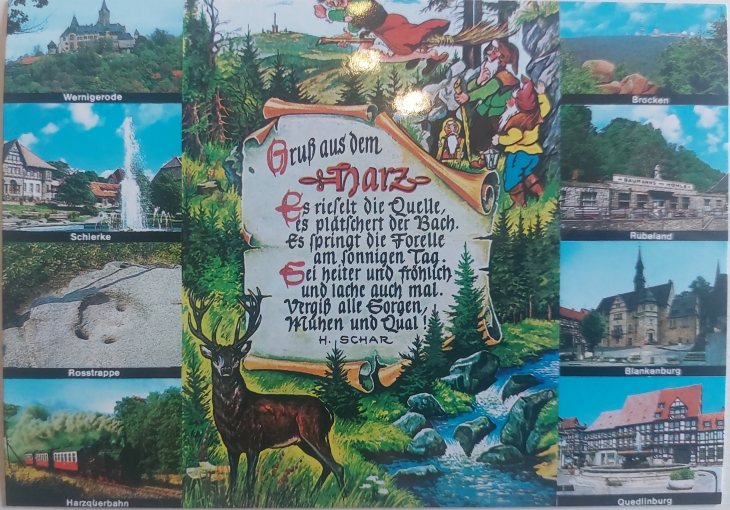 Wernigerode
Schierke
Rosstrappe
Harzquerbahn
Gruß aus dem
Harz
Es rieselt die Quelle,
es plätschert der Bach.
Es springt die Forelle
am sonnigen Tag.
Sei heiter und fröhlich
und lache auch mal.
Vergiß alle Sorgen,
Mühen und Qual!
H. SCHAR
Brocken
BAUMANNSHÖHLE
Rübeland
Blankenburg
Quedlinburg